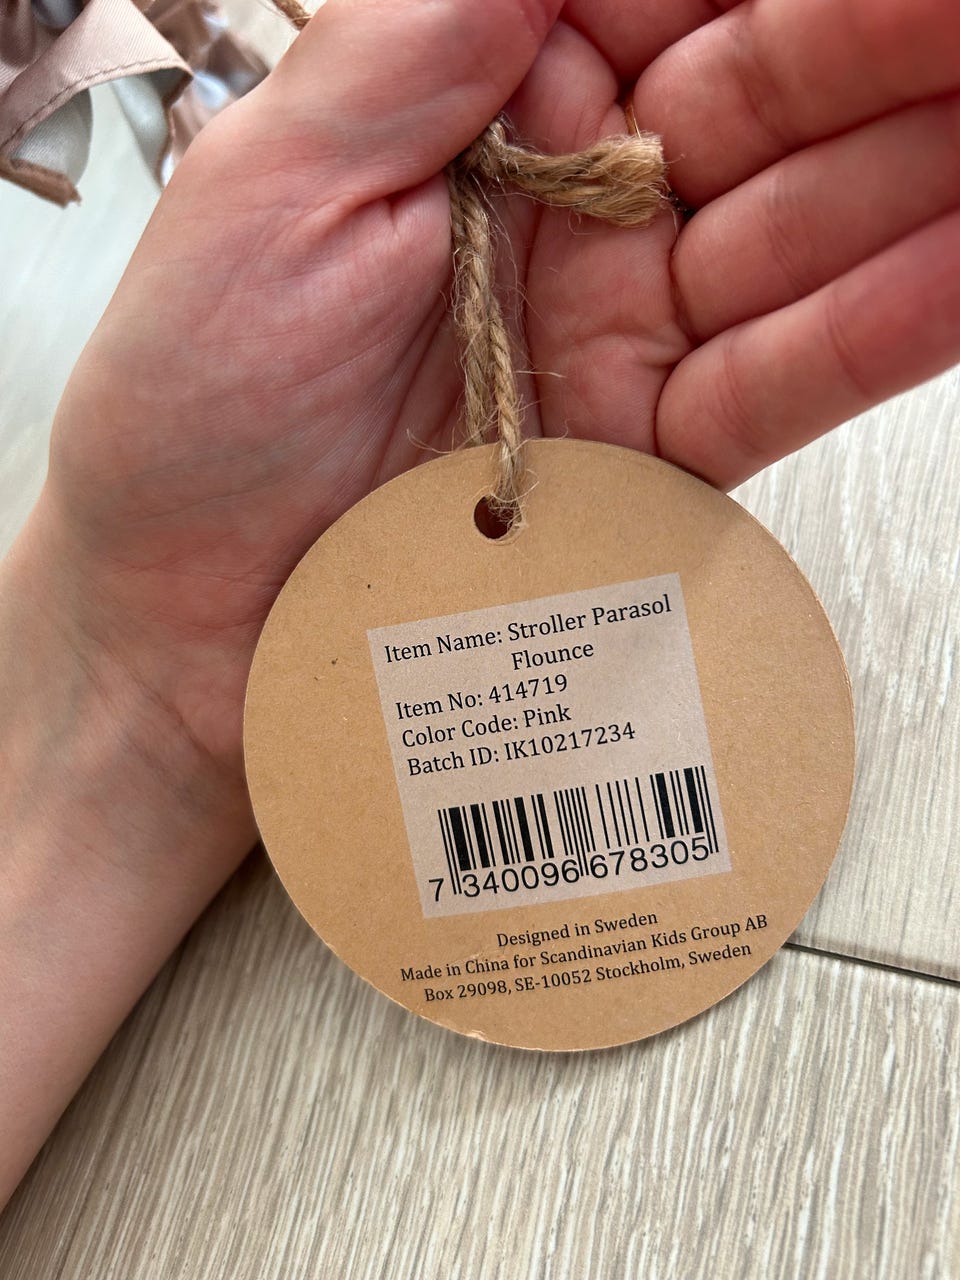 Item Name: Stroller Parasol
Flounce
Item No: 414719
Color Code: Pink
Batch ID: IK10217234
7 340096 678305
Designed in Sweden
Made in China for Scandinavian Kids Group AB
Box 29098, SE-10052 Stockholm, Sweden